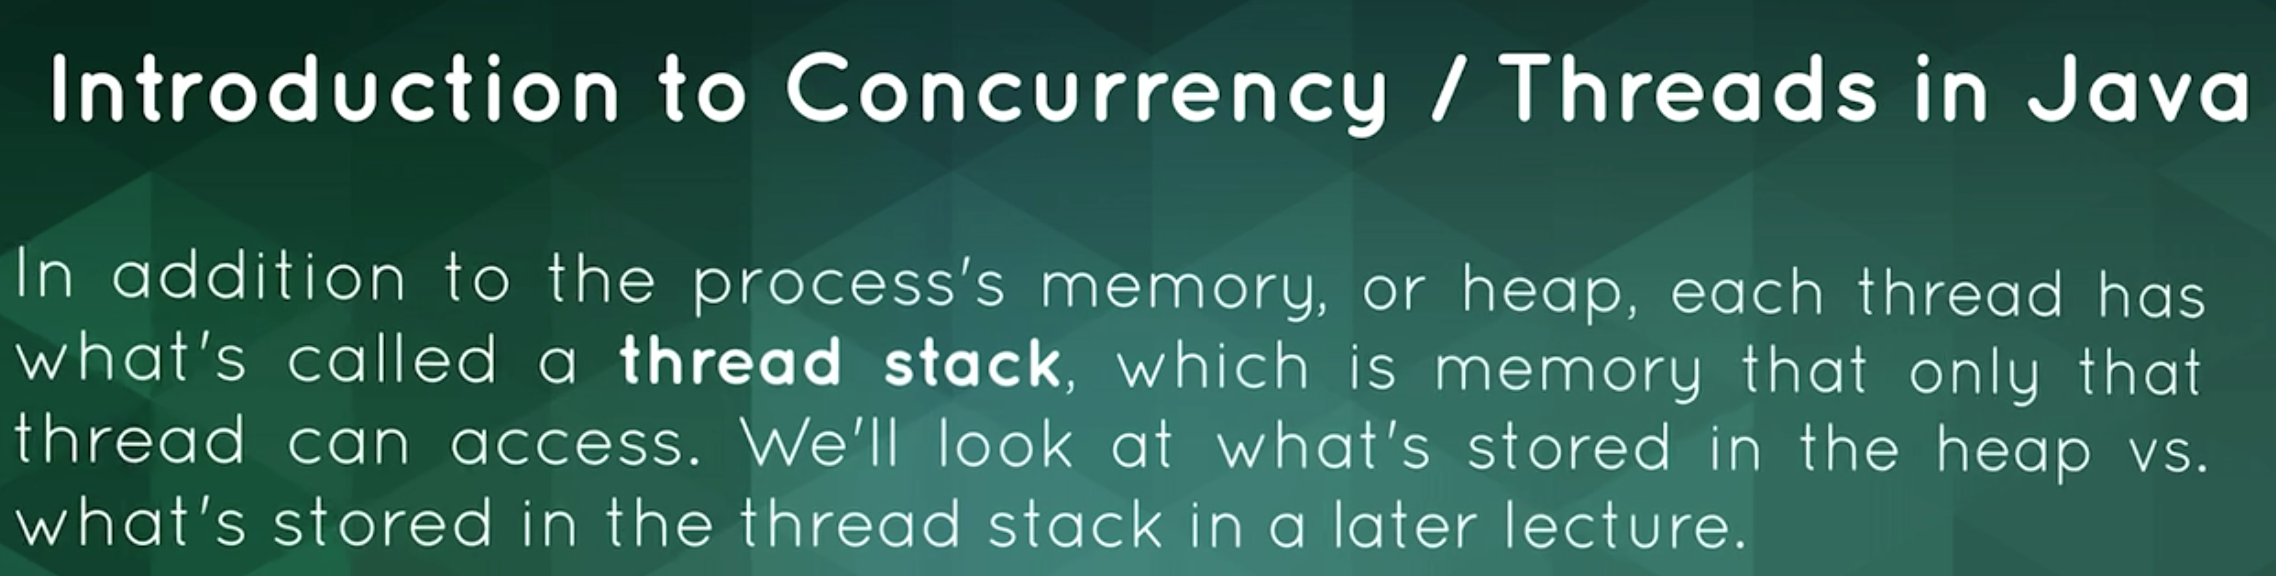 Introduction to Concurrency / Threads in Java
In addition to the process's memory, or heap, each thread has
what's called a thread stack, which is memory that only that
thread can access. We'll look at what's stored in the heap vs.
what's stored in the thread stack in a later lecture.